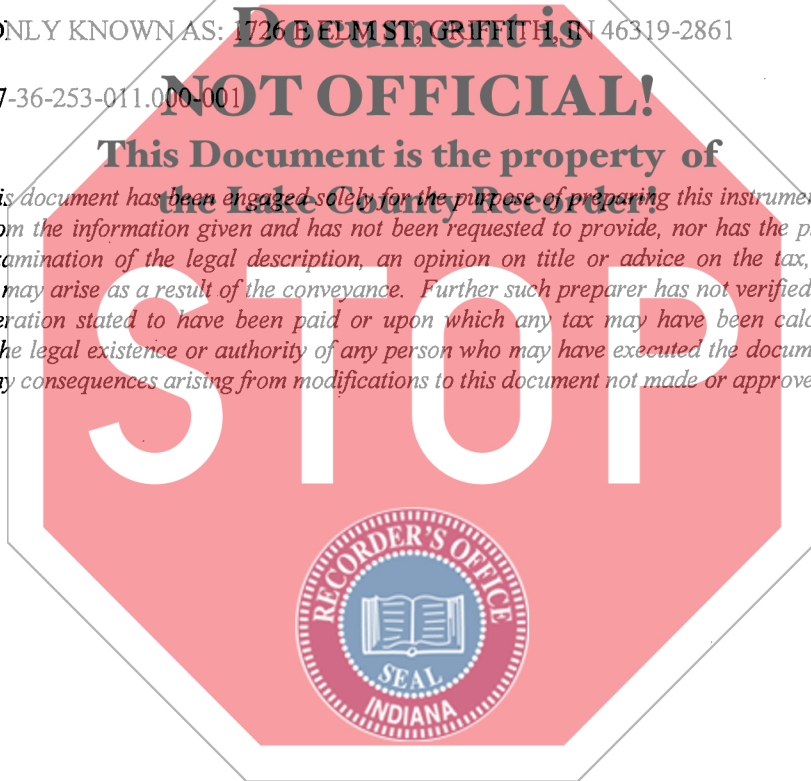 ONLY KNOWN AS: 1726 E ELM ST, GRIFFITH, IN 46319-2861
Document is
7-36-253-011.000-001
NOT OFFICIAL!
This Document is the property of
the Lake County Recorder!
is document has been engaged solely for the purpose of preparing this instrumen
om the information given and has not been requested to provide, nor has the p
amination of the legal description, an opinion on title or advice on the tax,
may arise as a result of the conveyance. Further such preparer has not verified
eration stated to have been paid or upon which any tax may have been calc
he legal existence or authority of any person who may have executed the docum
y consequences arising from modifications to this document not made or approve
STOP
RECORDER'S OFFICE
SEAL
INDIANA